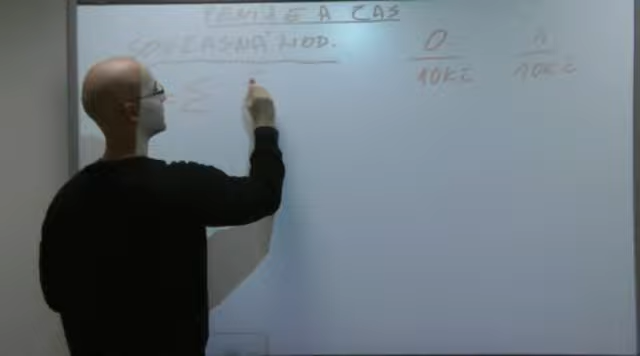 PENÍZE A ČAS
SOUČASNÁ HOD. 0 1
10Kč 10Kč
= Σ